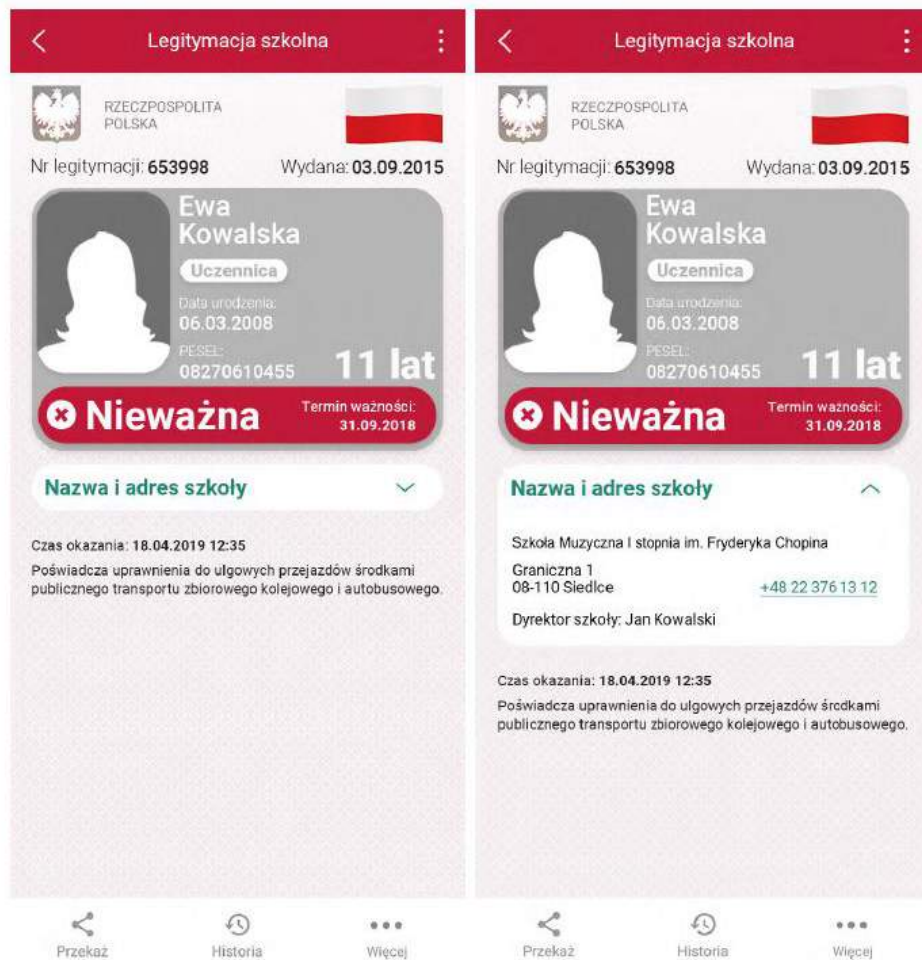 Legitymacja szkolna
RZECZPOSPOLITA
POLSKA
Nr legitymacji: 653998 Wydana: 03.09.2015
Ewa
Kowalska
Uczennica
Data urodzenia:
06.03.2008
PESEL:
08270610455
11 lat
Nieważna
Termin ważności:
31.09.2018
Nazwa i adres szkoły
Czas okazania: 18.04.2019 12:35
Poświadcza uprawnienia do ulgowych przejazdów środkami
publicznego transportu zbiorowego kolejowego i autobusowego.
Przekaż Historia Więcej
Legitymacja szkolna
RZECZPOSPOLITA
POLSKA
Nr legitymacji: 653998 Wydana: 03.09.2015
Ewa
Kowalska
Uczennica
Data urodzenia:
06.03.2008
PESEL:
08270610455
11 lat
Nieważna
Termin ważności:
31.09.2018
Nazwa i adres szkoły
Szkoła Muzyczna I stopnia im. Fryderyka Chopina
Graniczna 1
08-110 Siedlce +48 22 376 13 12
Dyrektor szkoły: Jan Kowalski
Czas okazania: 18.04.2019 12:35
Poświadcza uprawnienia do ulgowych przejazdów środkami
publicznego transportu zbiorowego kolejowego i autobusowego.
Przekaż Historia Więcej